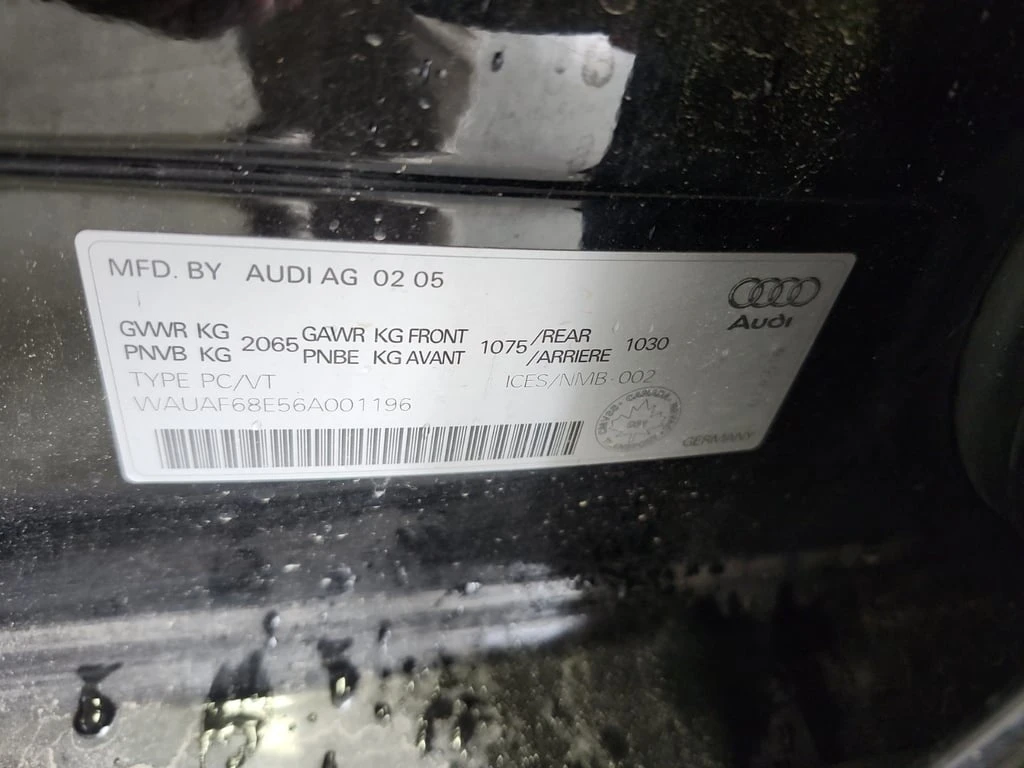 MFD. BY AUDI AG 02 05
Audi
GVWR KG 2065 GAWR KG FRONT 1075 /REAR 1030
PNVB KG PNBE KG AVANT /ARRIERE
TYPE PC/VT ICES/NMB-002
WAUAF68E56A001196
CANADA
GERMANY